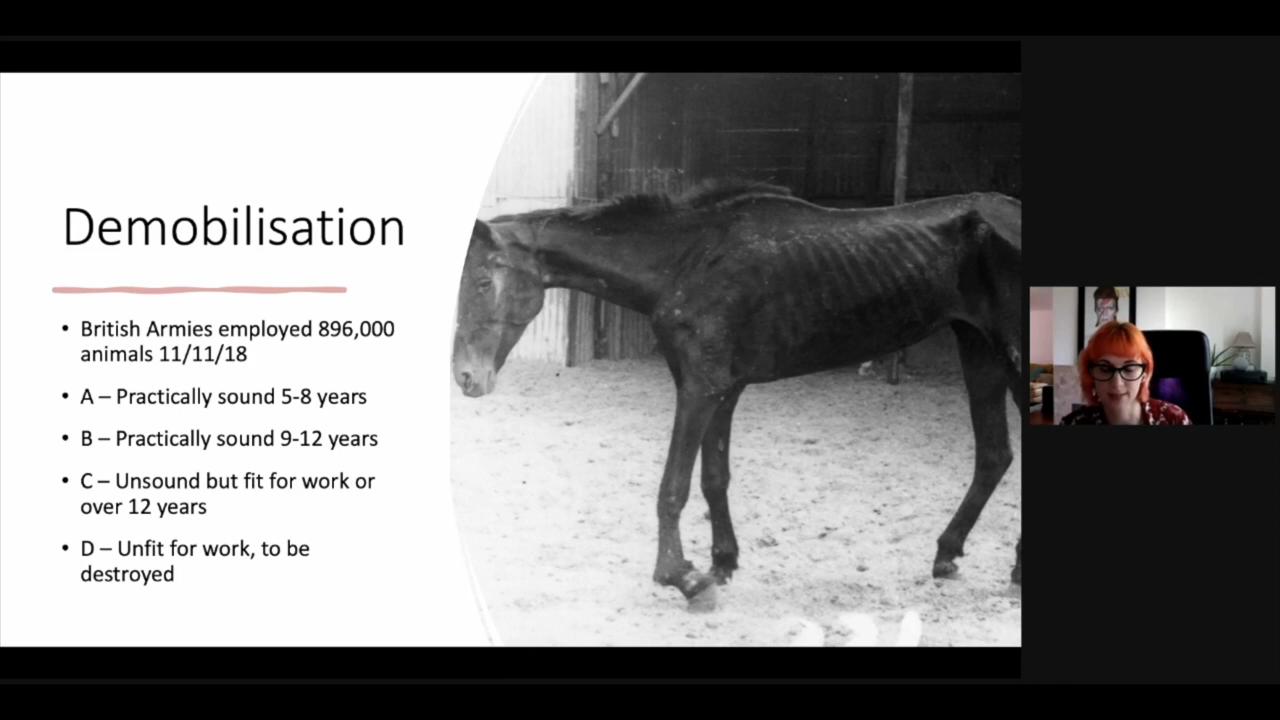 Demobilisation
• British Armies employed 896,000
animals 11/11/18
• A – Practically sound 5-8 years
• B – Practically sound 9-12 years
• C – Unsound but fit for work or
over 12 years
• D – Unfit for work, to be
destroyed